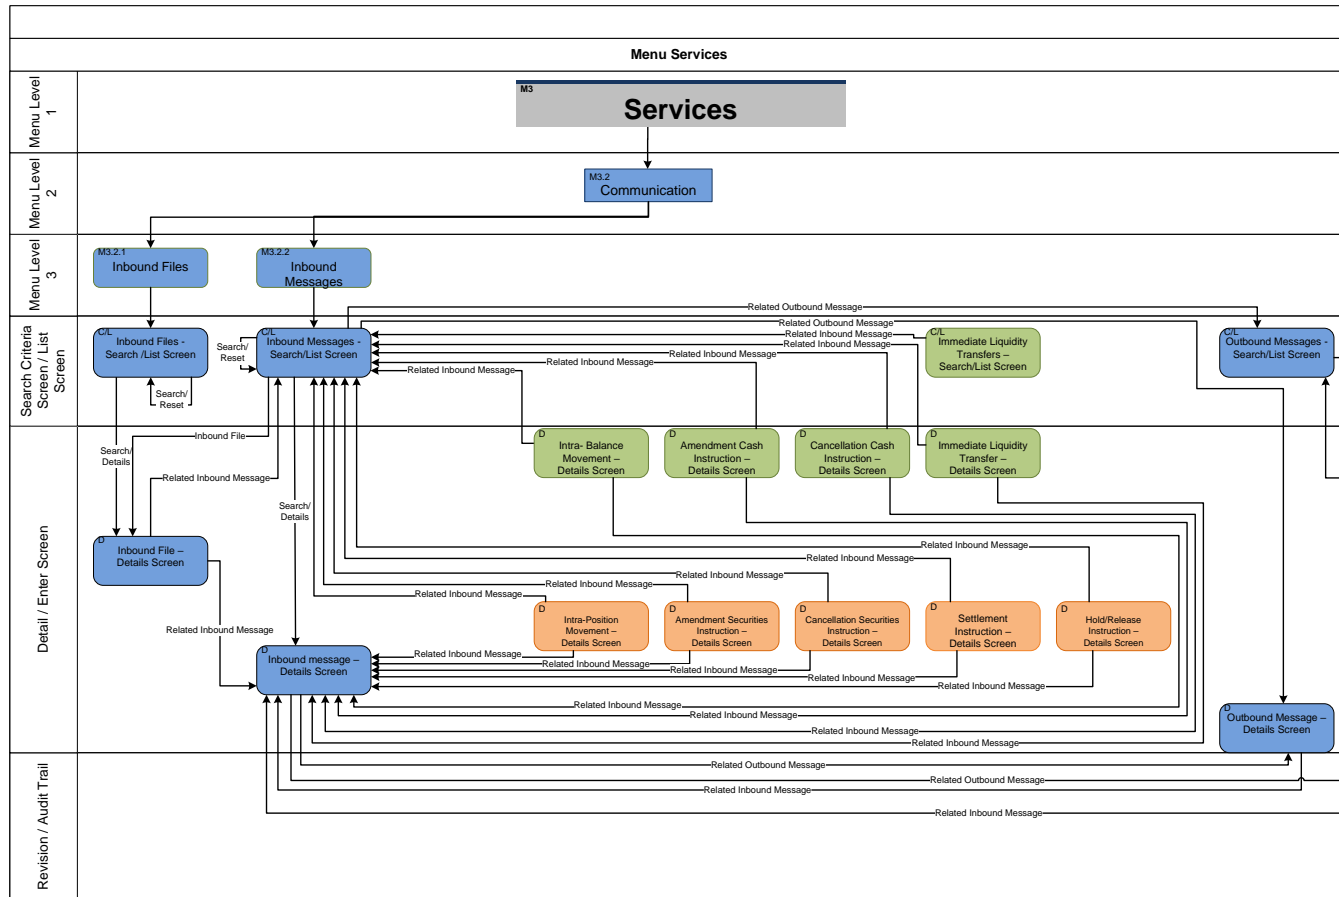 Menu Services
Menu Level
1
M3
Services
Menu Level
2
M3.2
Communication
Menu Level
3
M3.2.1
Inbound Files
M3.2.2
Inbound
Messages
Search Criteria
Screen / List
Screen
C/L
Inbound Files -
Search /List Screen
Search/
Reset
Search/
Reset
C/L
Inbound Messages -
Search/List Screen
Related Outbound Message
Related Outbound Message
Related Inbound Message
Related Inbound Message
Related Inbound Message
Related Inbound Message
Related Inbound Message
C/L
Immediate Liquidity
Transfers –
Search/List Screen
C/L
Outbound Messages -
Search/List Screen
Detail / Enter Screen
Inbound File
Search/
Details
Related Inbound Message
Search/
Details
D
Intra- Balance
Movement –
Details Screen
D
Amendment Cash
Instruction –
Details Screen
D
Cancellation Cash
Instruction –
Details Screen
D
Immediate Liquidity
Transfer –
Details Screen
D
Inbound File –
Details Screen
Related Inbound Message
Related Inbound Message
Related Inbound Message
Related Inbound Message
Related Inbound Message
Related Inbound Message
D
Intra-Position
Movement –
Details Screen
D
Amendment Securities
Instruction –
Details Screen
D
Cancellation Securities
Instruction –
Details Screen
D
Settlement
Instruction –
Details Screen
D
Hold/Release
Instruction –
Details Screen
D
Inbound message –
Details Screen
Related Inbound Message
Related Inbound Message
Related Inbound Message
Related Inbound Message
Related Inbound Message
Related Inbound Message
Related Inbound Message
Related Inbound Message
Related Inbound Message
D
Outbound Message –
Details Screen
Revision / Audit Trail
Related Outbound Message
Related Outbound Message
Related Inbound Message
Related Inbound Message